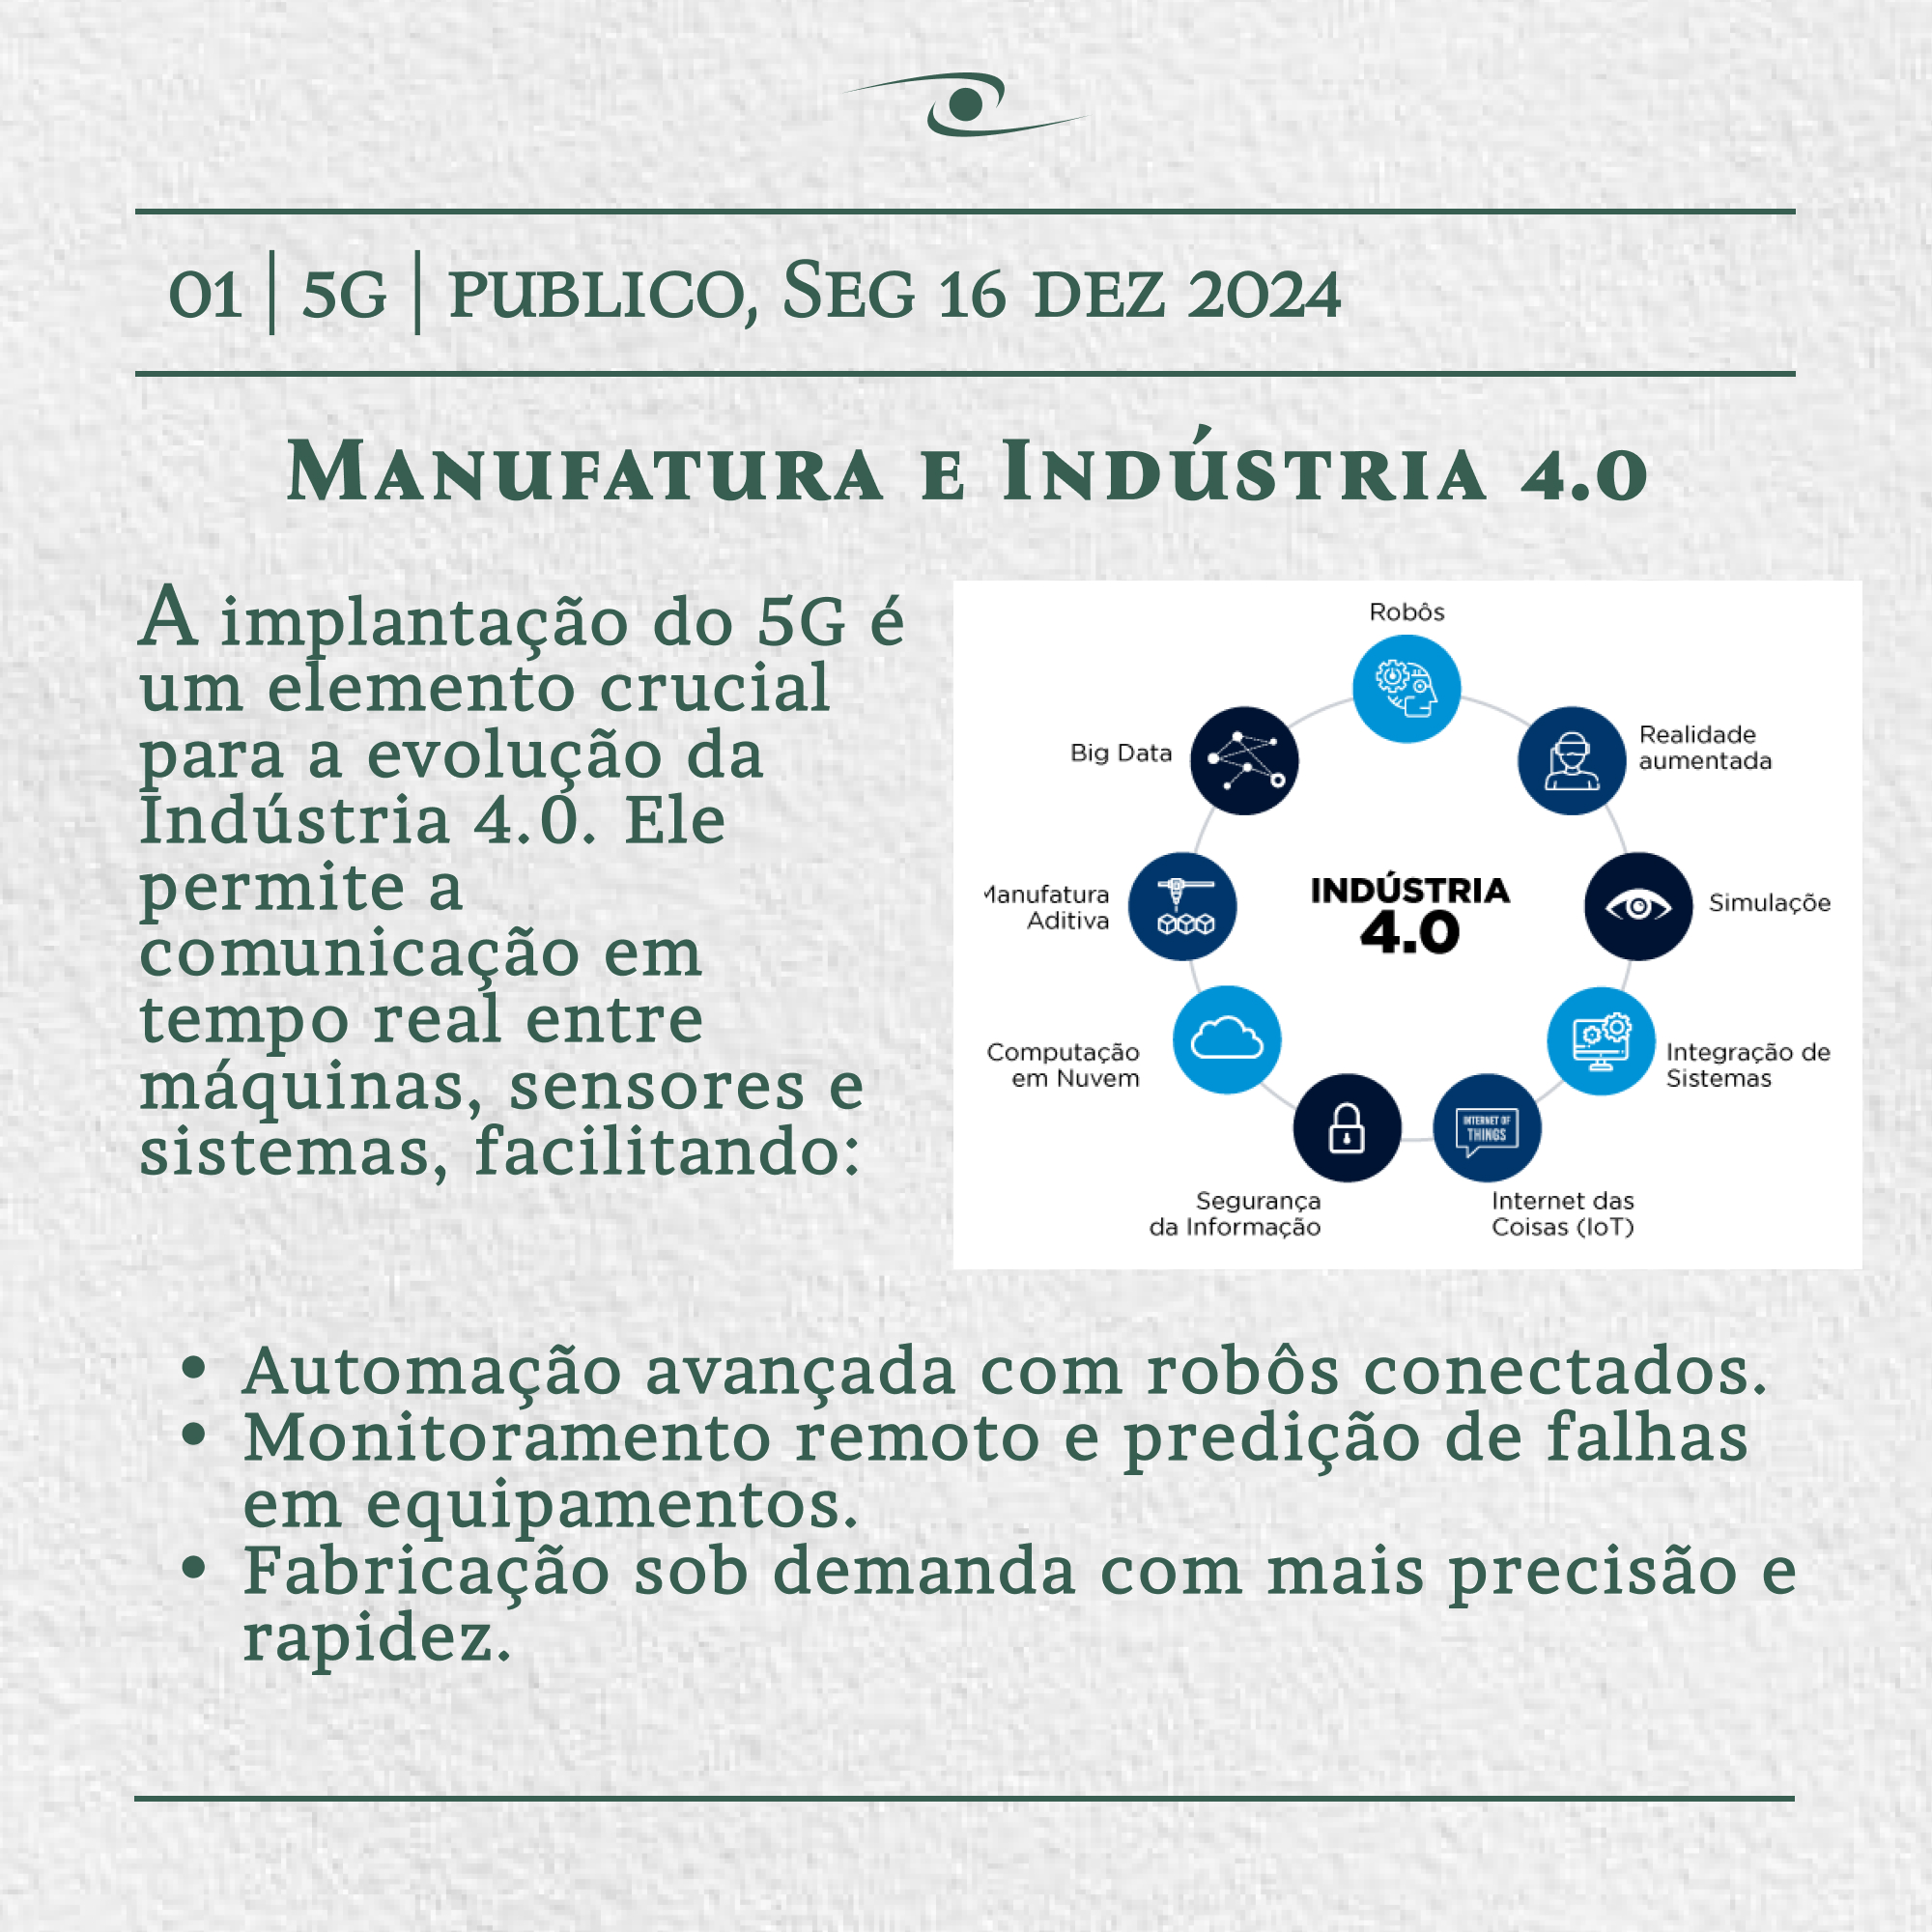 01 | 5G | PUBLICO, SEG 16 DEZ 2024
MANUFATURA E INDÚSTRIA 4.0
A implantação do 5G é
um elemento crucial
para a evolução da
Indústria 4.0. Ele
permite a
comunicação em
tempo real entre
máquinas, sensores e
sistemas, facilitando:
Robôs
Big Data
Realidade
aumentada
Manufatura
Aditiva
INDÚSTRIA
4.0
Simulaçõe
Computação
em Nuvem
Integração de
Sistemas
INTERNET OF
THINGS
Segurança
da Informação
Internet das
Coisas (IoT)
• Automação avançada com robôs conectados.
• Monitoramento remoto e predição de falhas
em equipamentos.
• Fabricação sob demanda com mais precisão e
rapidez.